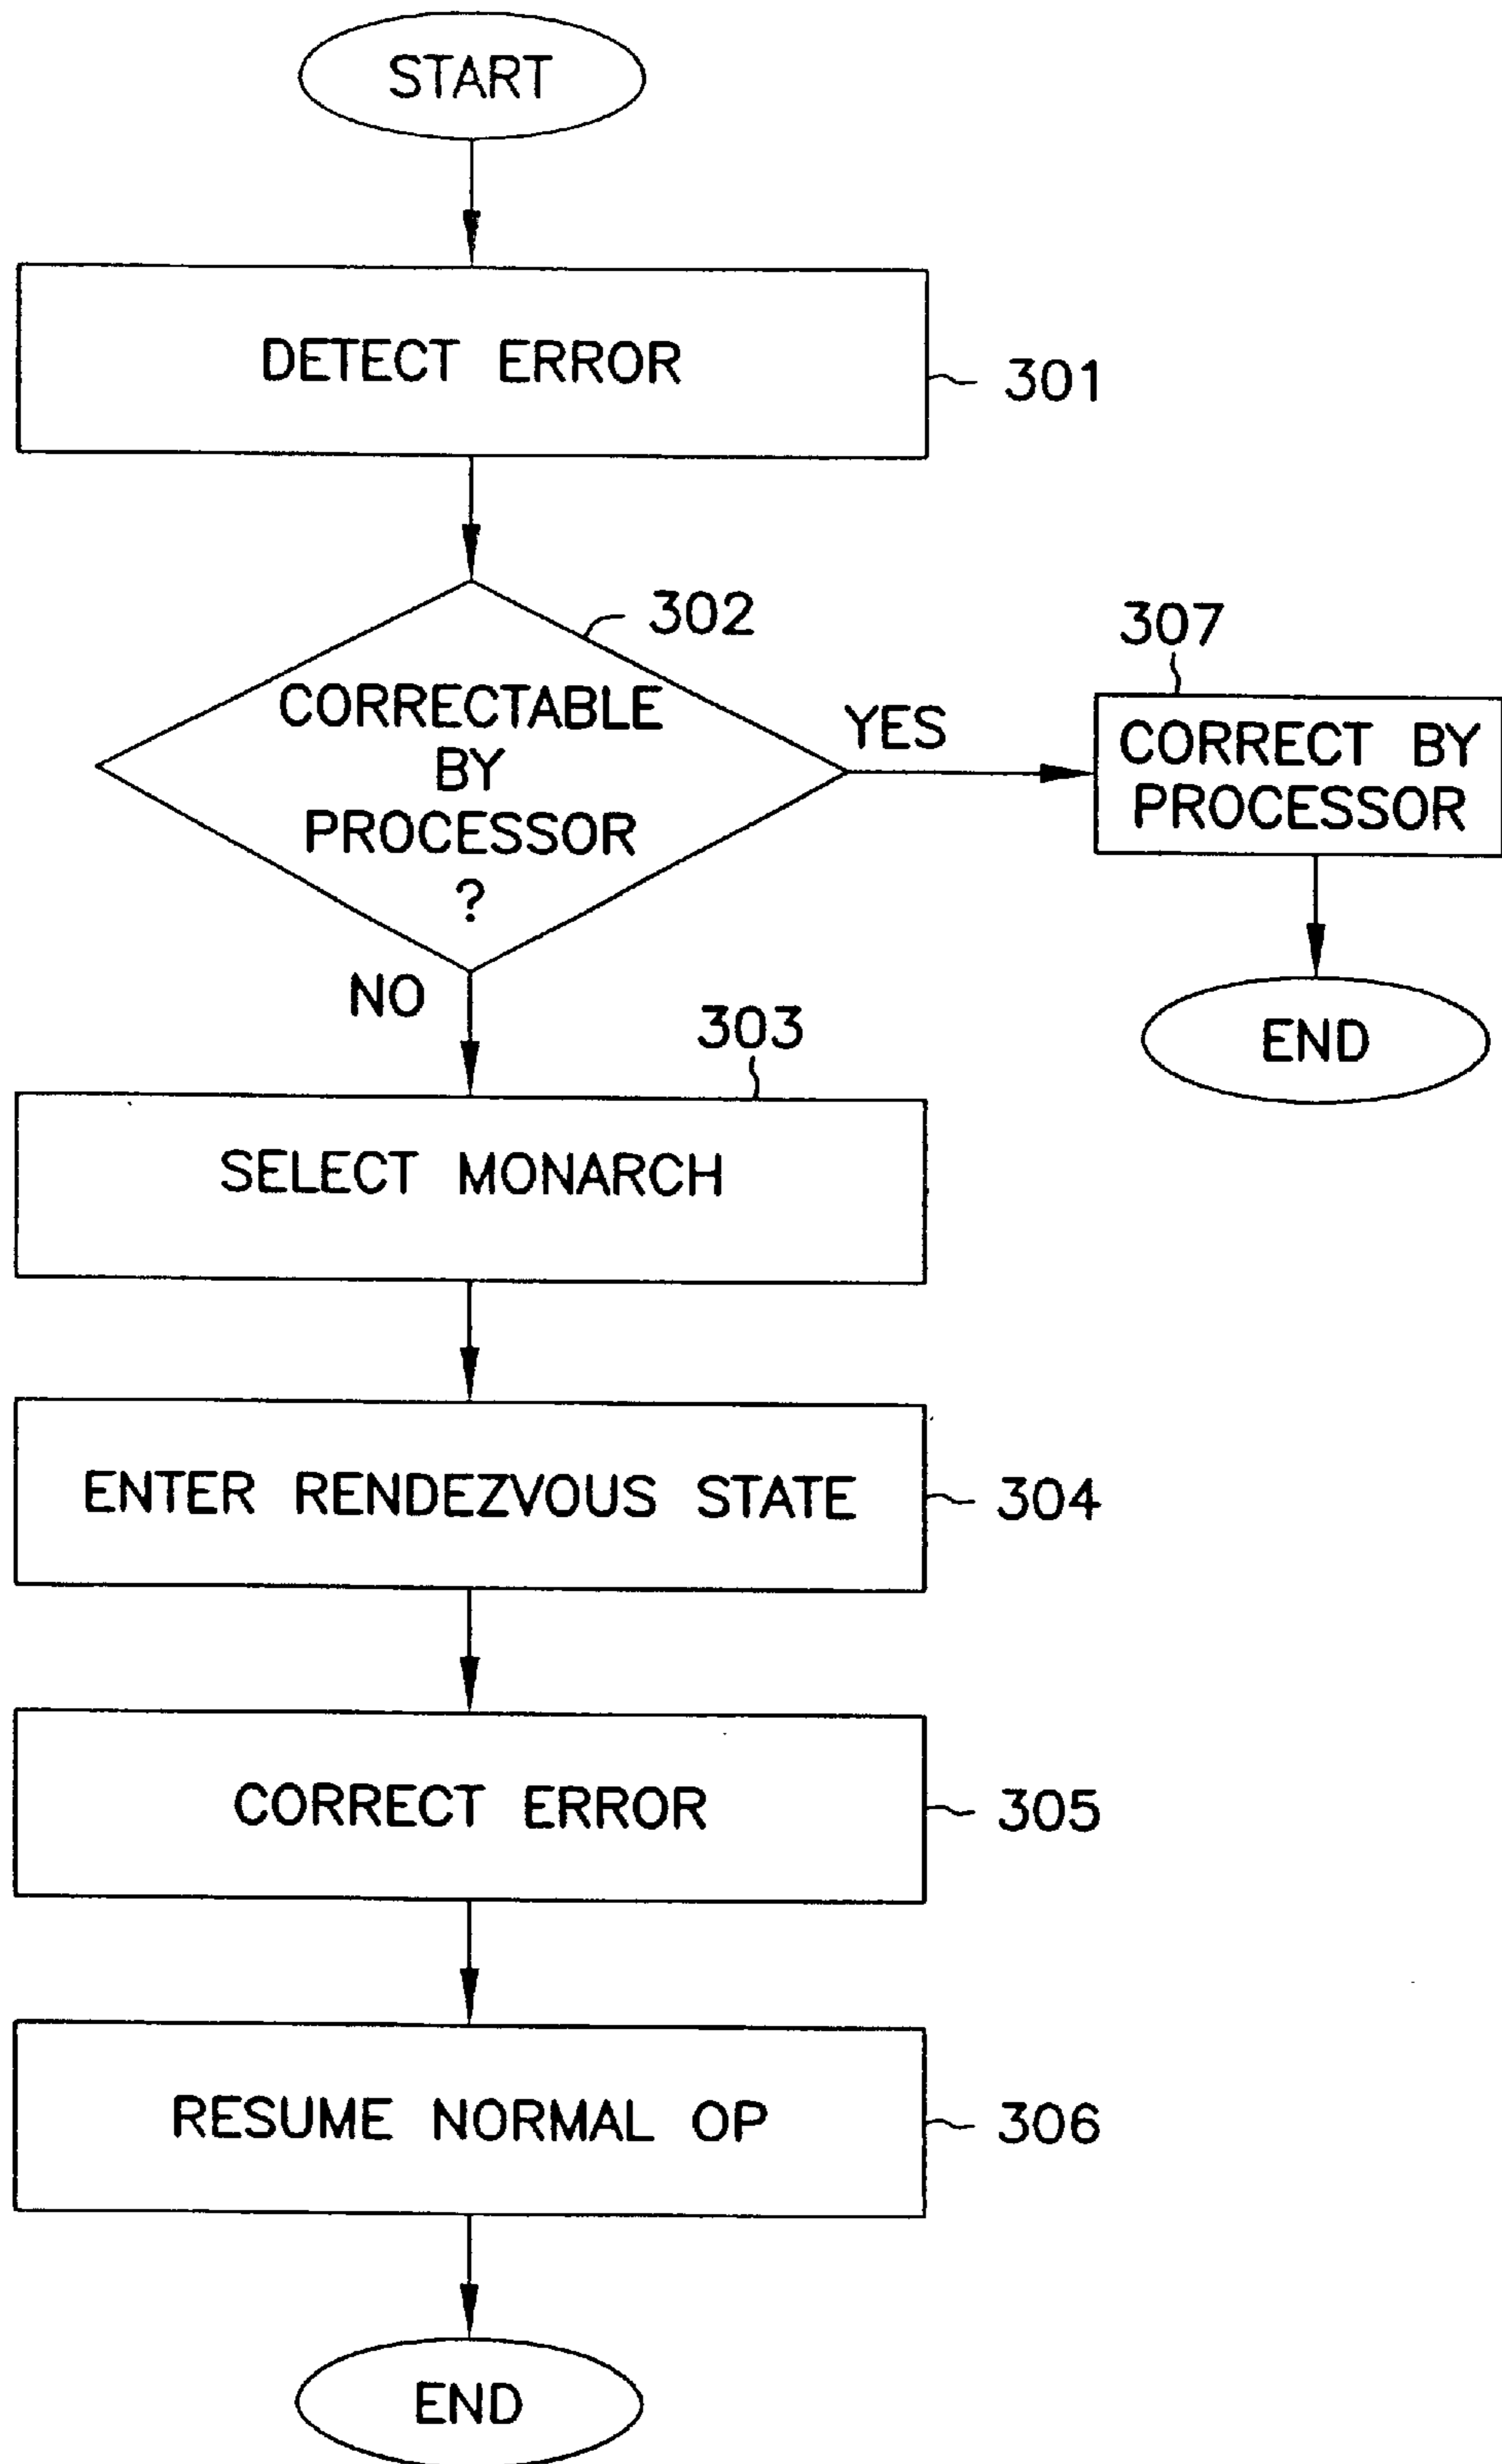 START
DETECT ERROR
301
302
CORRECTABLE
BY
PROCESSOR
?
YES
307
CORRECT BY
PROCESSOR
END
NO
303
SELECT MONARCH
ENTER RENDEZVOUS STATE
304
CORRECT ERROR
305
RESUME NORMAL OP
306
END